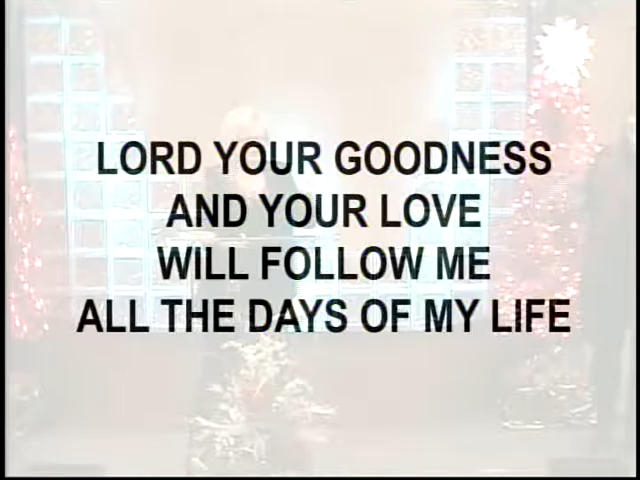 LORD YOUR GOODNESS
AND YOUR LOVE
WILL FOLLOW ME
ALL THE DAYS OF MY LIFE